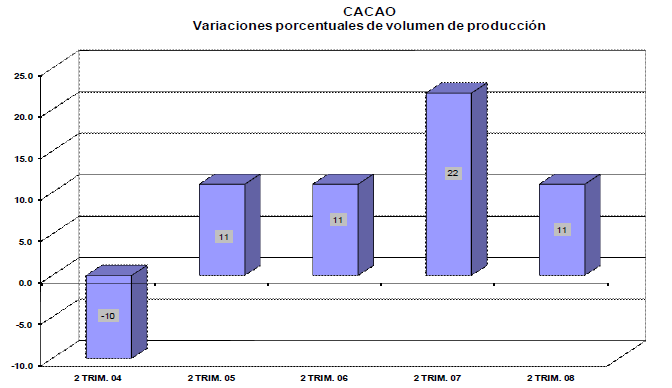 CACAO
Variaciones porcentuales de volumen de producción
25.0
20.0
15.0
10.0
5.0
0.0
-5.0
-10.0
-10
11
11
22
11
2 TRIM. 04
2 TRIM. 05
2 TRIM. 06
2 TRIM. 07
2 TRIM. 08